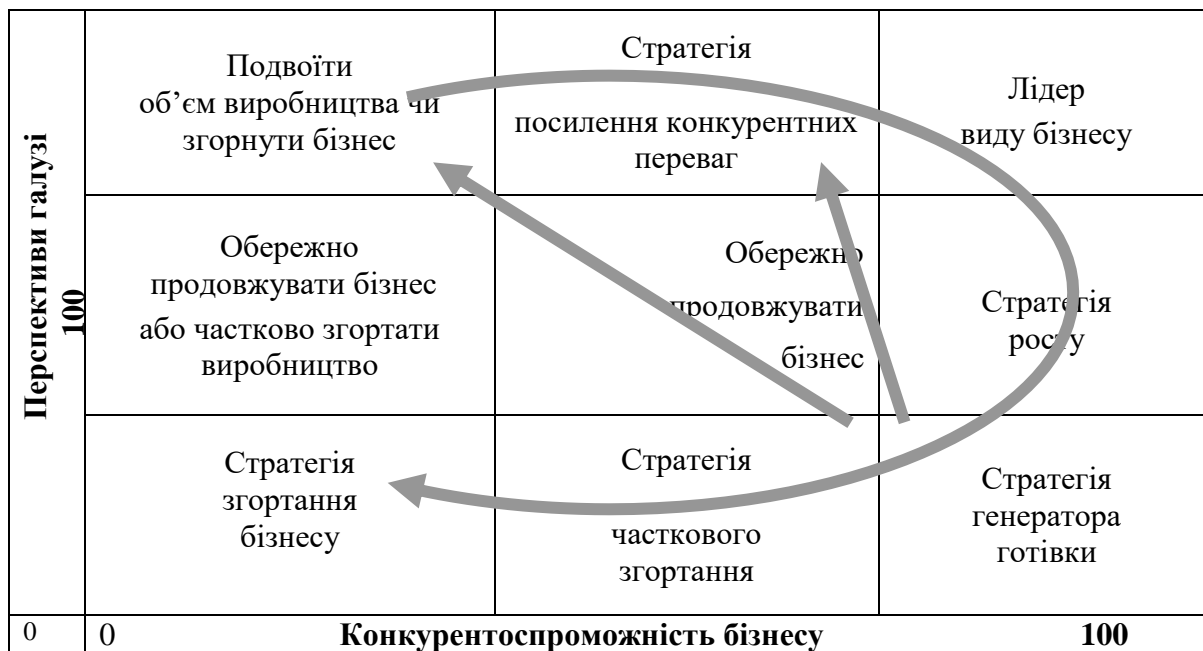 Перспективи галузі
100
Подвоїти
об’єм виробництва чи
згорнути бізнес
Стратегія
посилення конкурентних
переваг
Лідер
виду бізнесу
Обережно
продовжувати бізнес
або частково згортати
виробництво
Обережно
продовжувати
бізнес
Стратегія
росту
Стратегія
згортання
бізнесу
Стратегія
часткового
згортання
Стратегія
генератора
готівки
0
0 Конкурентоспроможність бізнесу 100